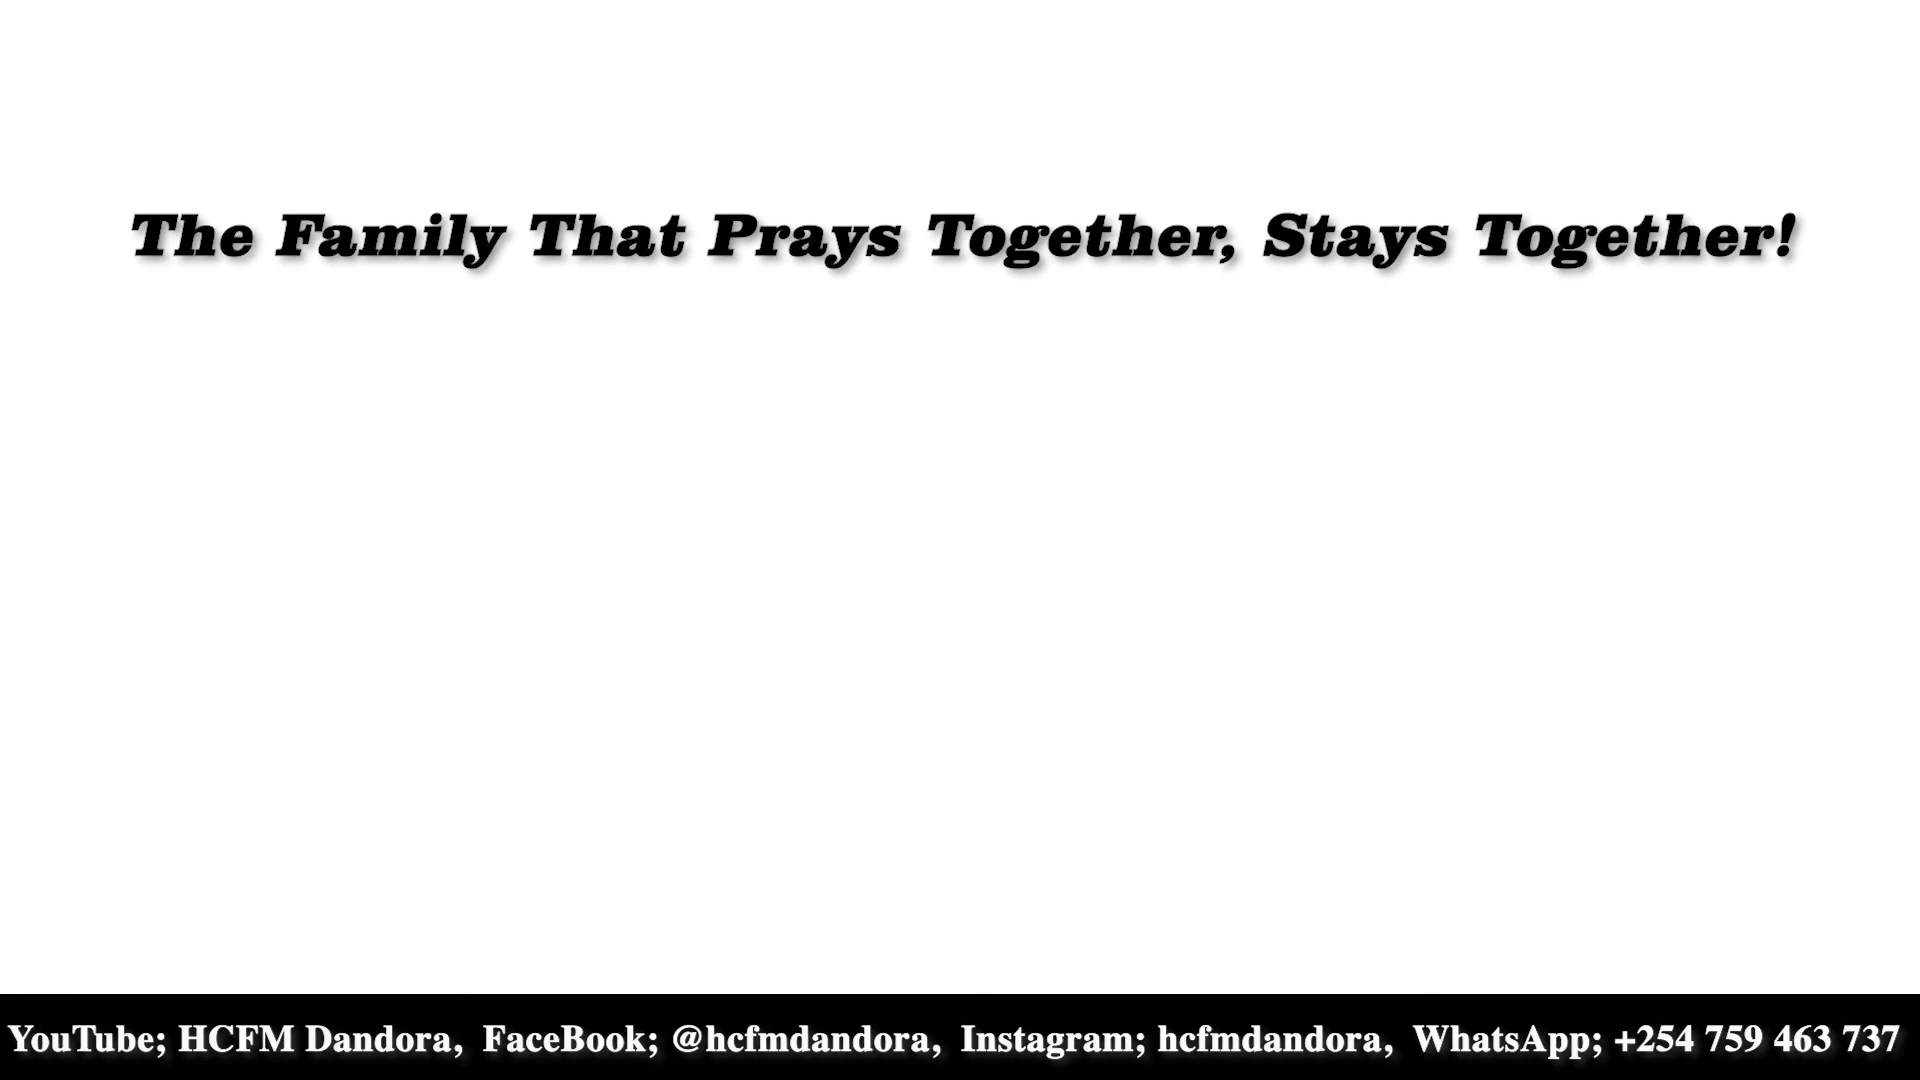 The Family That Prays Together, Stays Together!
YouTube; HCFM Dandora, FaceBook; @hcfmdandora, Instagram; hcfmdandora, WhatsApp; +254 759 463 737